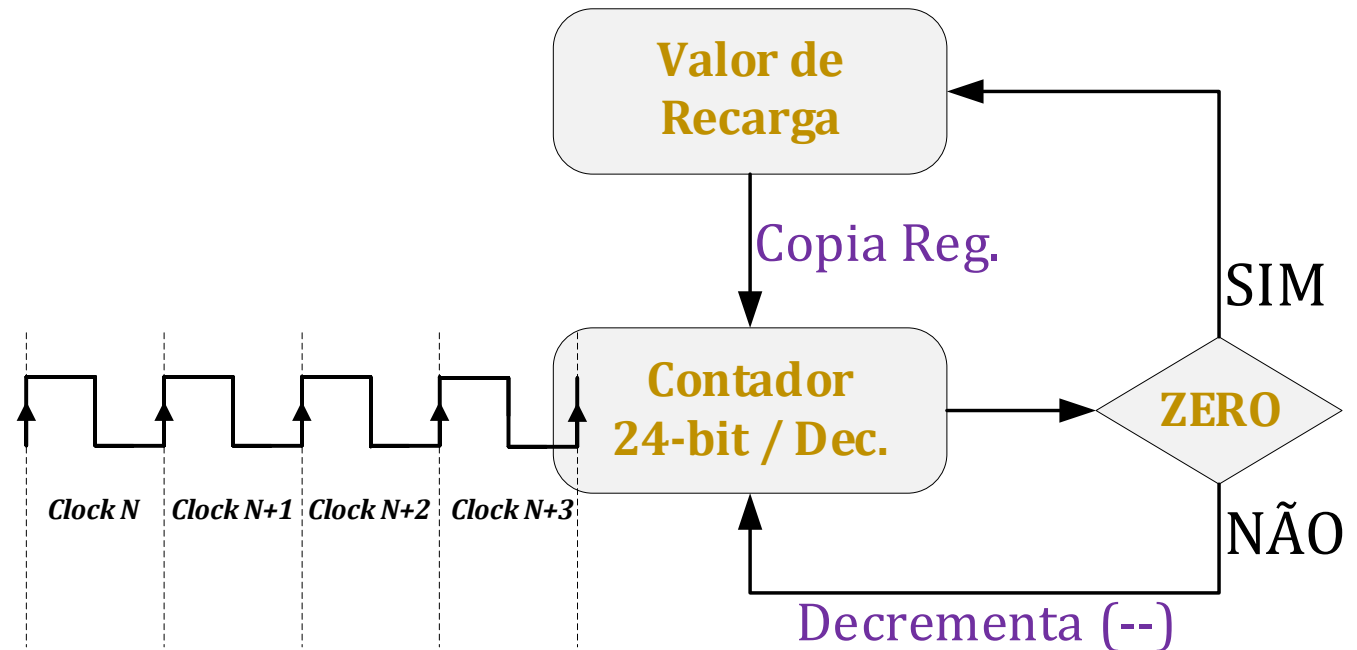 Valor de
Recarga
Copia Reg.
SIM
Contador
24-bit / Dec.
ZERO
Clock N
Clock N+1
Clock N+2
Clock N+3
NÃO
Decrementa (--)